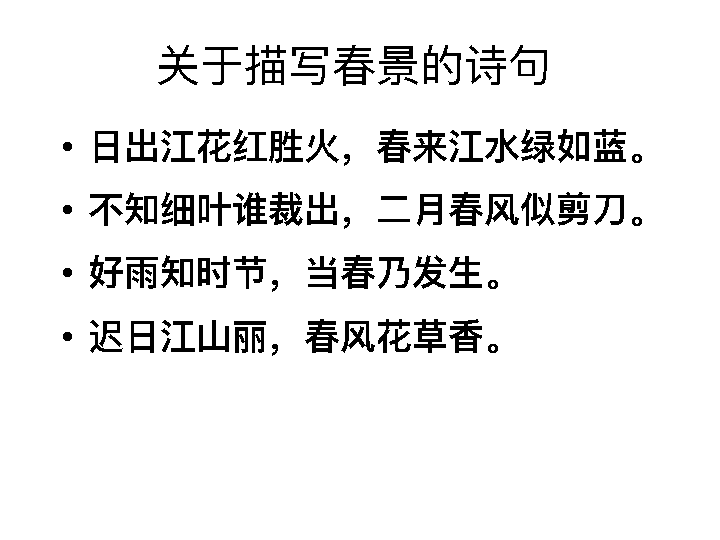 关于描写春景的诗句
• 日出江花红胜火，春来江水绿如蓝。
• 不知细叶谁裁出，二月春风似剪刀。
• 好雨知时节，当春乃发生。
• 迟日江山丽，春风花草香。